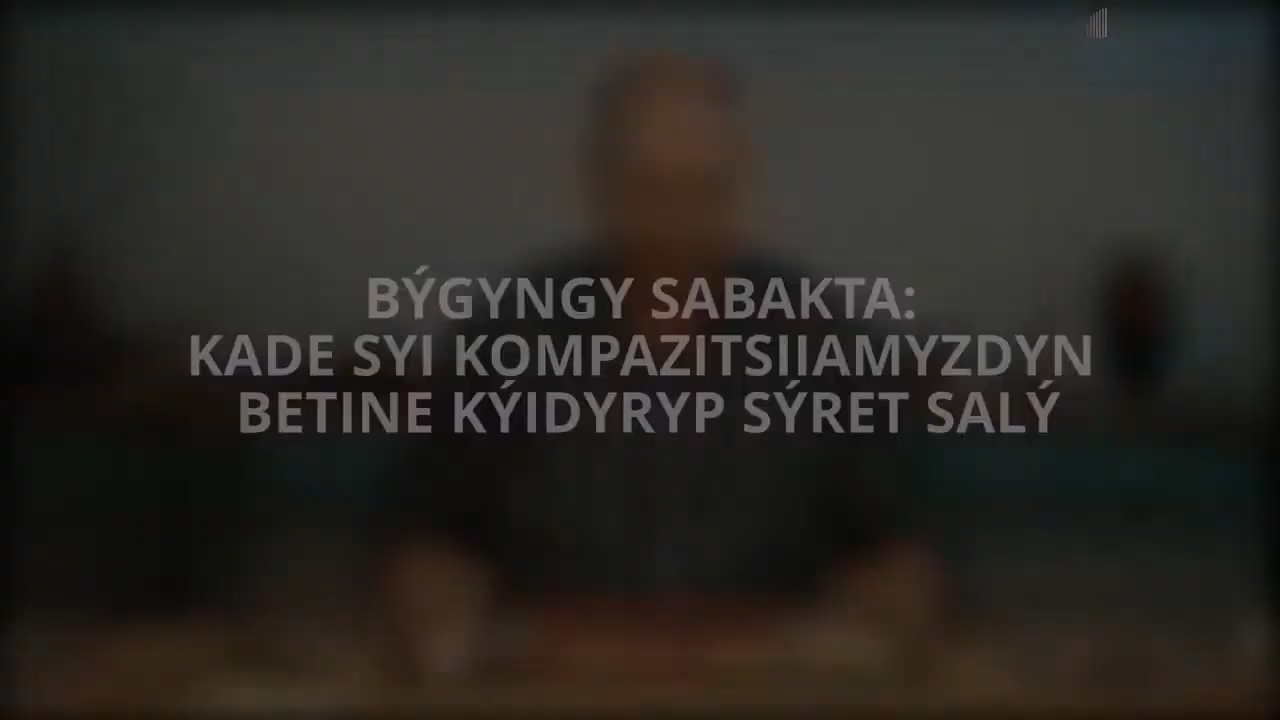 BÝGYNGY SABAKTA:
KADE SYI KOMPAZITSIIAMYZDYN
BETINE KÝIDYRYP SÝRET SALÝ